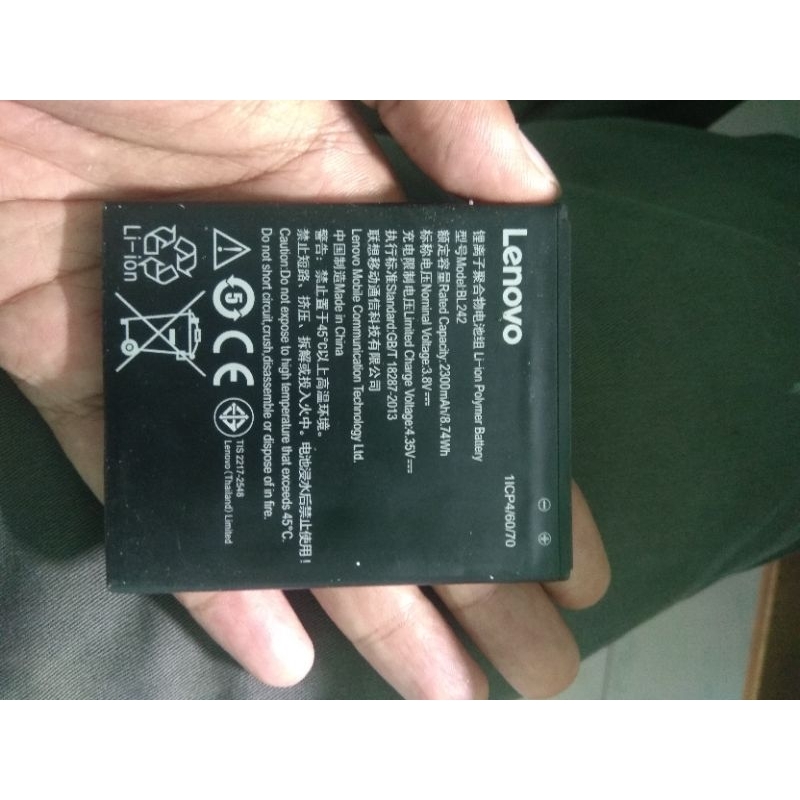 Lenovo
1ICP4/60/70
⊖ ⊕
锂离子聚合物电池组 Li-ion Polymer Battery
型号Model:BL242
额定容量Rated Capacity:2300mAh/8.74Wh
标称电压Nominal Voltage:3.8V⎓
充电限制电压Limited Charge Voltage:4.35V⎓
执行标准Standard:GB/T 18287-2013
联想移动通信科技有限公司
Lenovo Mobile Communication Technology Ltd.
中国制造Made in China
警告：禁止置于45°C以上高温环境。
禁止短路、挤压、拆解或投入火中。电池浸水后禁止使用！
Caution:Do not expose to high temperature that exceeds 45°C.
Do not short circuit,crush,disassemble or dispose of in fire.
5
CE
TIS 2217-2548
Lenovo (Thailand) Limited
Li-ion